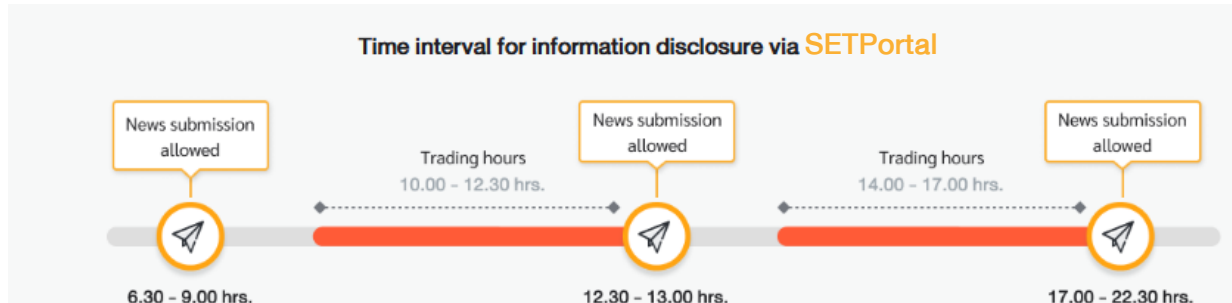 Time interval for information disclosure via SETPortal
News submission
allowed
Trading hours
10.00 - 12.30 hrs.
News submission
allowed
Trading hours
14.00 - 17.00 hrs.
News submission
allowed
6.30 - 9.00 hrs.
12.30 - 13.00 hrs.
17.00 - 22.30 hrs.